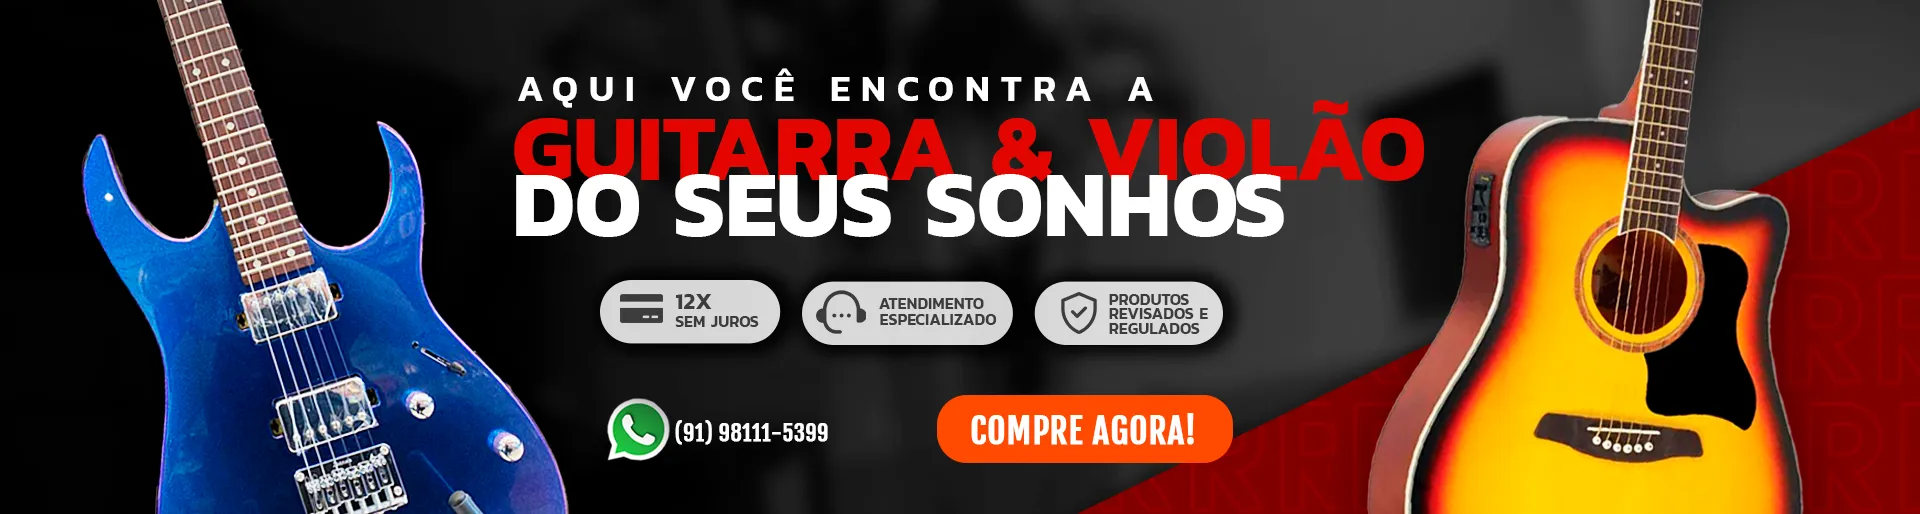 AQUI VOCÊ ENCONTRA A
GUITARRA & VIOLÃO
DO SEUS SONHOS
12X
SEM JUROS
ATENDIMENTO
ESPECIALIZADO
PRODUTOS
REVISADOS E
REGULADOS
(91) 98111-5399
COMPRE AGORA!